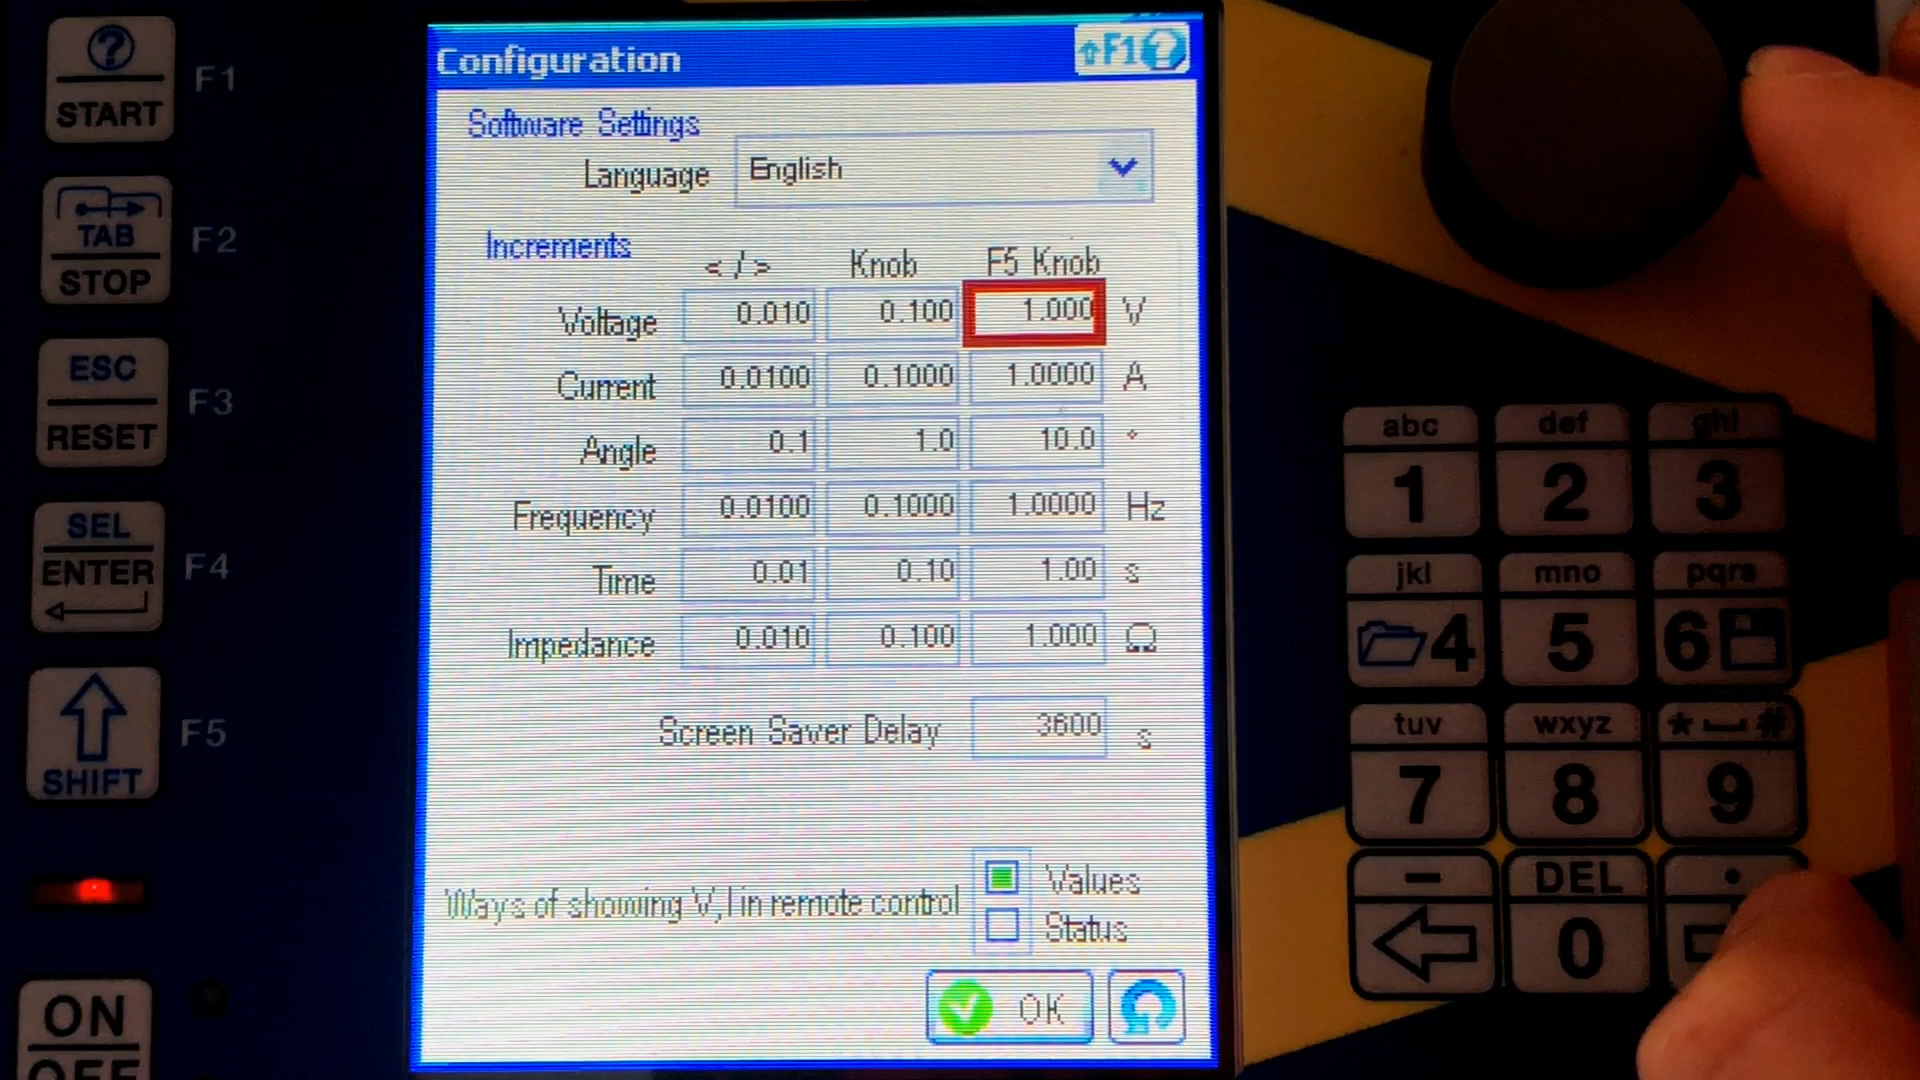 START F1
TAB
STOP F2
ESC
RESET F3
SEL
ENTER F4
SHIFT F5
ON
OFF
Configuration
F1
Software Settings
Language English
Increments
< / > Knob F5 Knob
Voltage 0.010 0.100 1.000 V
Current 0.0100 0.1000 1.0000 A
Angle 0.1 1.0 10.0 °
Frequency 0.0100 0.1000 1.0000 Hz
Time 0.01 0.10 1.00 s
Impedance 0.010 0.100 1.000 Ω
Screen Saver Delay 3600 s
Ways of showing V,I in remote control
Values
Status
OK
abc def ghi
1 2 3
jkl mno pqrs
4 5 6
tuv wxyz * #
7 8 9
– DEL .
0